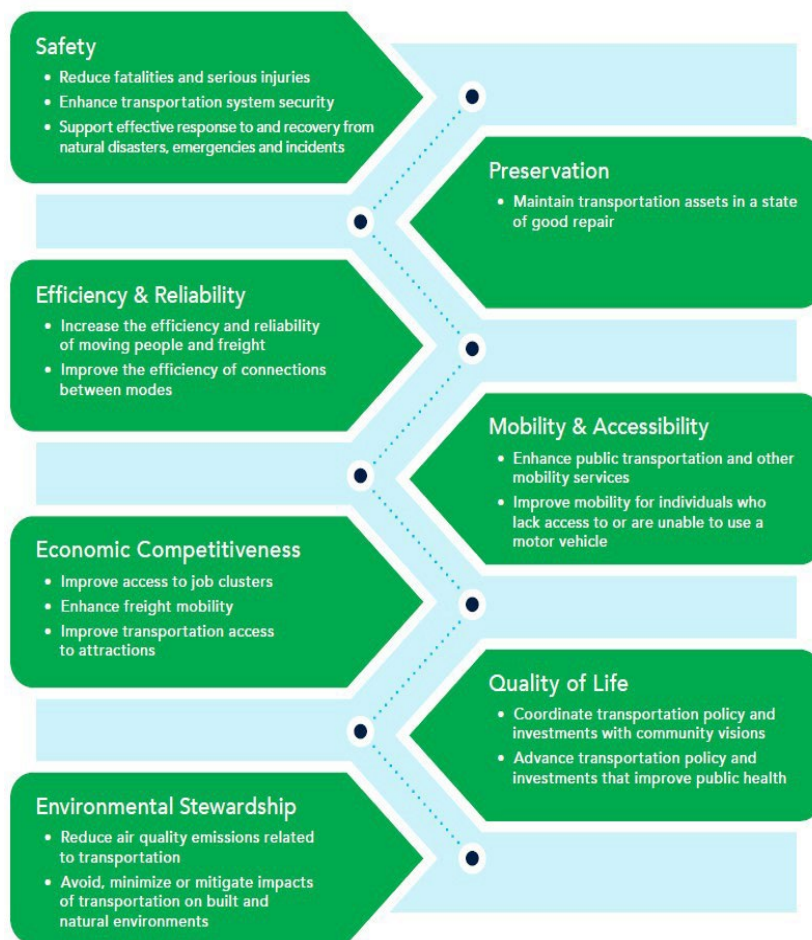 Safety
• Reduce fatalities and serious injuries
• Enhance transportation system security
• Support effective response to and recovery from
natural disasters, emergencies and incidents
Preservation
• Maintain transportation assets in a state
of good repair
Efficiency & Reliability
• Increase the efficiency and reliability
of moving people and freight
• Improve the efficiency of connections
between modes
Mobility & Accessibility
• Enhance public transportation and other
mobility services
• Improve mobility for individuals who
lack access to or are unable to use a
motor vehicle
Economic Competitiveness
• Improve access to job clusters
• Enhance freight mobility
• Improve transportation access
to attractions
Quality of Life
• Coordinate transportation policy and
investments with community visions
• Advance transportation policy and
investments that improve public health
Environmental Stewardship
• Reduce air quality emissions related
to transportation
• Avoid, minimize or mitigate impacts
of transportation on built and
natural environments